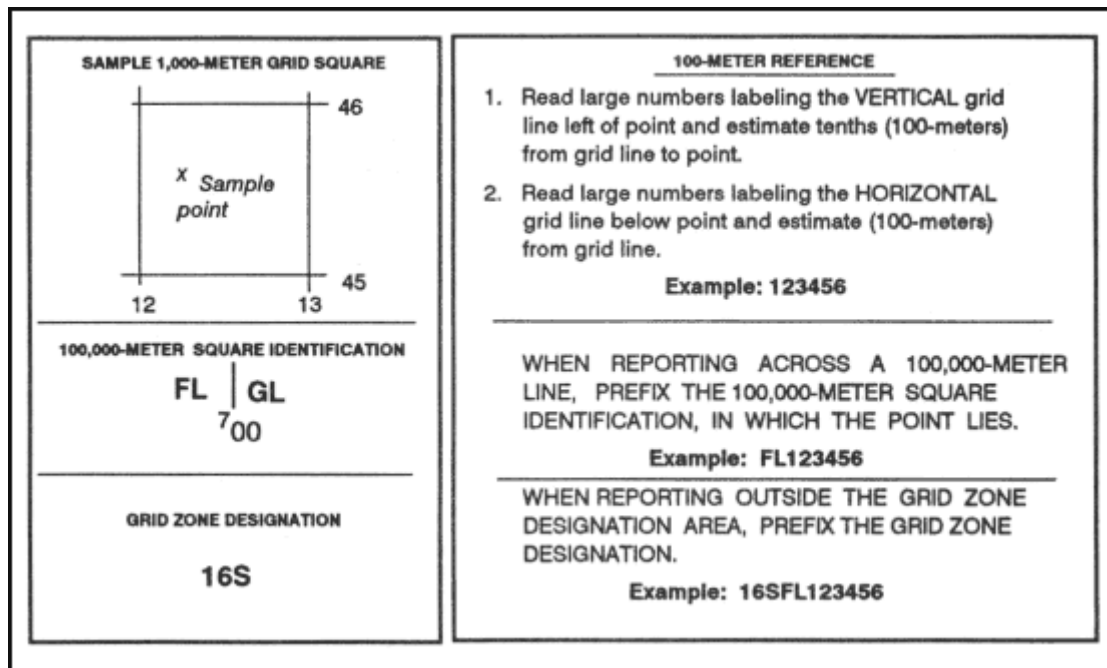 SAMPLE 1,000-METER GRID SQUARE
46
x Sample
point
45
12 13
100,000-METER SQUARE IDENTIFICATION
FL | GL
700
GRID ZONE DESIGNATION
16S
100-METER REFERENCE
1. Read large numbers labeling the VERTICAL grid
line left of point and estimate tenths (100-meters)
from grid line to point.
2. Read large numbers labeling the HORIZONTAL
grid line below point and estimate (100-meters)
from grid line.
Example: 123456
WHEN REPORTING ACROSS A 100,000-METER
LINE, PREFIX THE 100,000-METER SQUARE
IDENTIFICATION, IN WHICH THE POINT LIES.
Example: FL123456
WHEN REPORTING OUTSIDE THE GRID ZONE
DESIGNATION AREA, PREFIX THE GRID ZONE
DESIGNATION.
Example: 16SFL123456